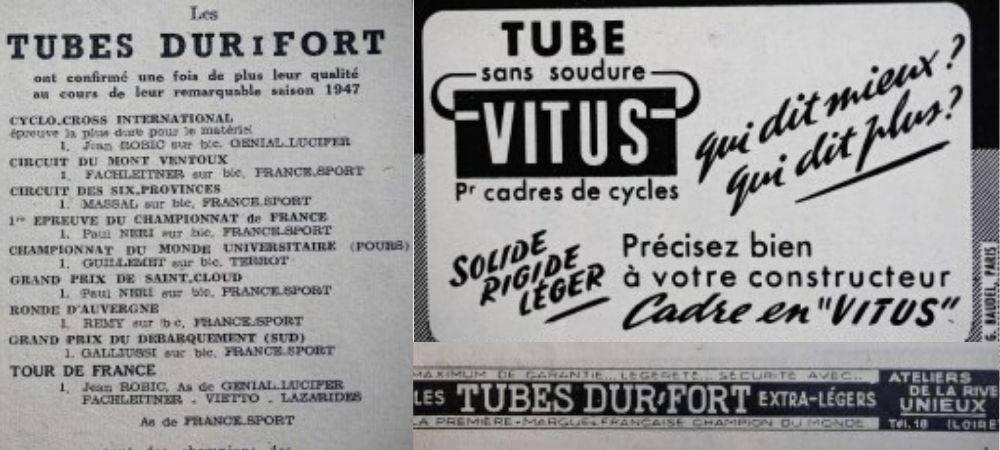 Les
TUBES DURIFORT
ont confirmé une fois de plus leur qualité
au cours de leur remarquable saison 1947
CYCLO-CROSS INTERNATIONAL
épreuve la plus dure pour le matériel
1. Jean ROBIC sur bic. GENIAL-LUCIFER
CIRCUIT DU MONT VENTOUX
1. FACHLEITNER sur bic. FRANCE-SPORT
CIRCUIT DES SIX-PROVINCES
1. MASSAL sur bic. FRANCE-SPORT
1re EPREUVE DU CHAMPIONNAT de FRANCE
1. Paul NERI sur bic. FRANCE-SPORT
CHAMPIONNAT DU MONDE UNIVERSITAIRE (POURS)
1. GUILLEMET sur bic. TERROT
GRAND PRIX DE SAINT-CLOUD
1. Paul NERI sur bic. FRANCE-SPORT
RONDE D'AUVERGNE
1. REMY sur bic. FRANCE-SPORT
GRAND PRIX DU DEBARQUEMENT (SUD)
1. GALLIUSSI sur bic. FRANCE-SPORT
TOUR DE FRANCE
1. Jean ROBIC, As de GENIAL-LUCIFER
FACHLEITNER - VIETTO - LAZARIDES
As de FRANCE-SPORT
TUBE
sans soudure
VITUS
Pr cadres de cycles
qui dit mieux?
Qui dit plus?
SOLIDE
RIGIDE
LÉGER
Précisez bien
à votre constructeur
Cadre en "VITUS"
G. BAUDEL, PARIS
MAXIMUM DE GARANTIE... LÉGÈRETÉ... SÉCURITÉ AVEC...
LES TUBES DURIFORT EXTRA-LÉGERS
LA PREMIÈRE MARQUE FRANÇAISE CHAMPION DU MONDE
ATELIERS
DE LA RIVE
UNIEUX
Tél. 18 (LOIRE